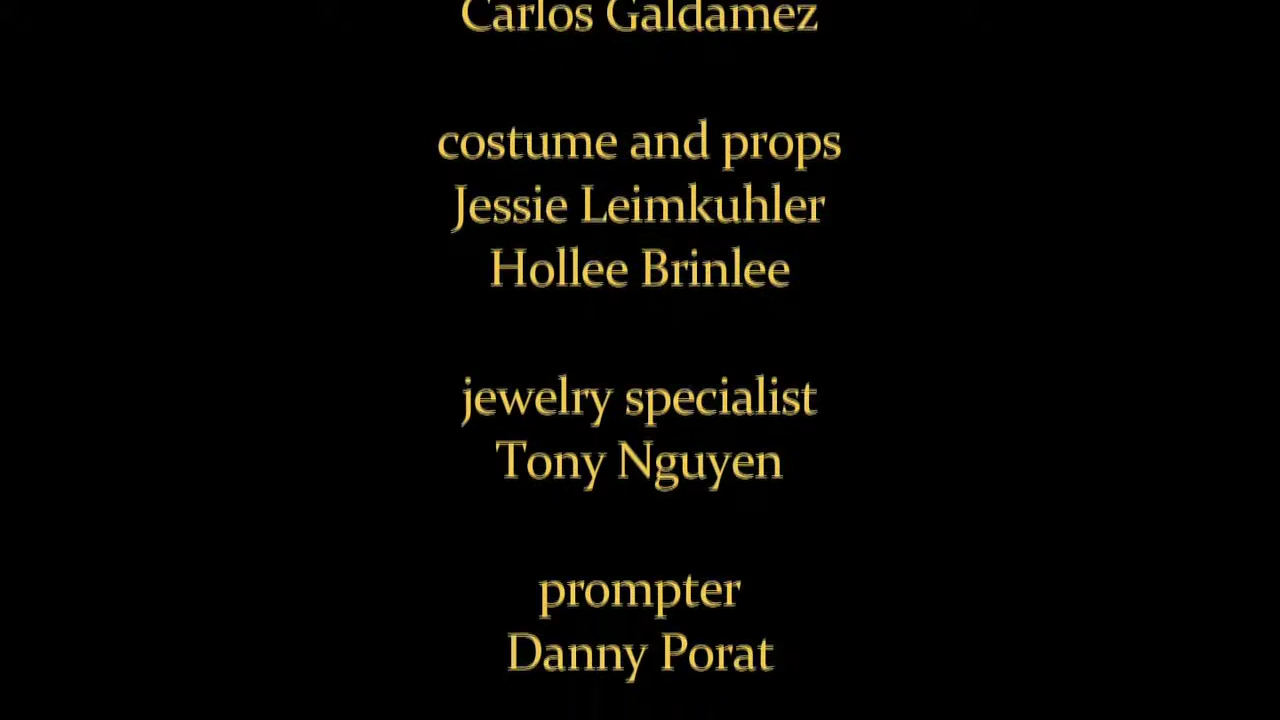 Carlos Galdamez
costume and props
Jessie Leimkuhler
Hollee Brinlee
jewelry specialist
Tony Nguyen
prompter
Danny Porat